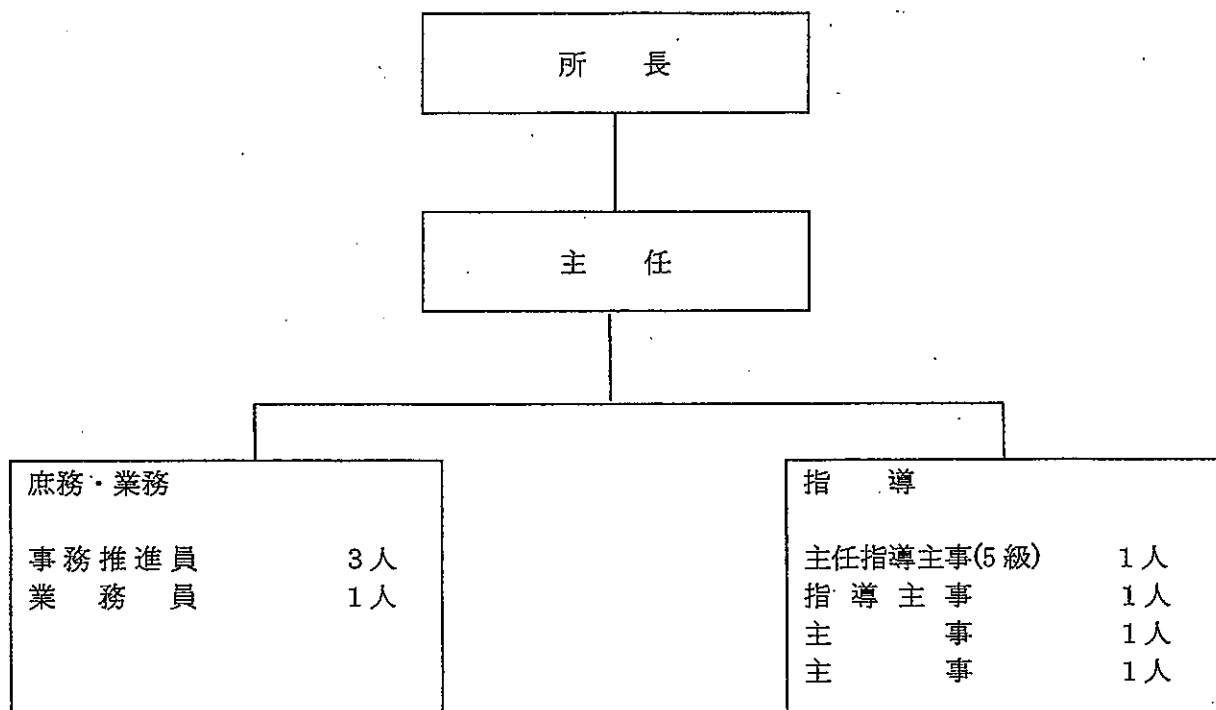 所 長
主 任
庶務・業務
事務推進員 3人
業務員 1人
指 導
主任指導主事(5級) 1人
指導主事 1人
主 事 1人
主 事 1人